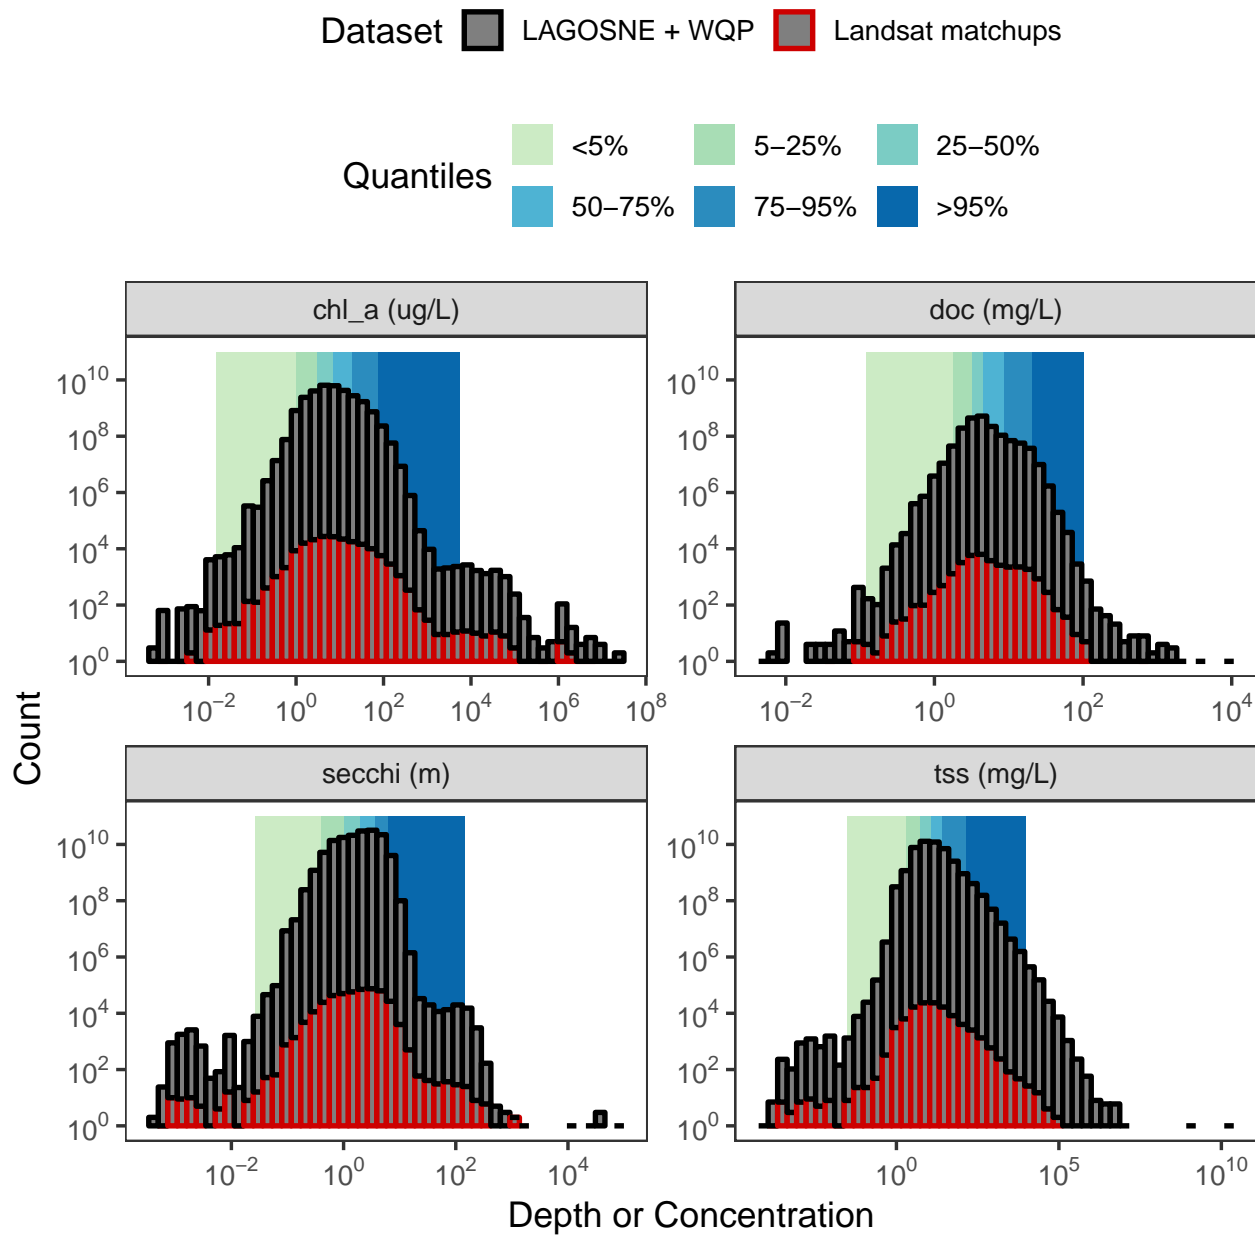 Dataset LAGOSNE + WQP Landsat matchups
Quantiles
<5% 5−25% 25−50%
50−75% 75−95% >95%
chl_a (ug/L) doc (mg/L)
10^10
10^8
10^6
10^4
10^2
10^0
10^−2 10^0 10^2 10^4 10^6 10^8
10^10
10^8
10^6
10^4
10^2
10^0
10^−2 10^0 10^2 10^4
secchi (m) tss (mg/L)
10^10
10^8
10^6
10^4
10^2
10^0
10^−2 10^0 10^2 10^4
10^10
10^8
10^6
10^4
10^2
10^0
10^0 10^5 10^10
Count
Depth or Concentration